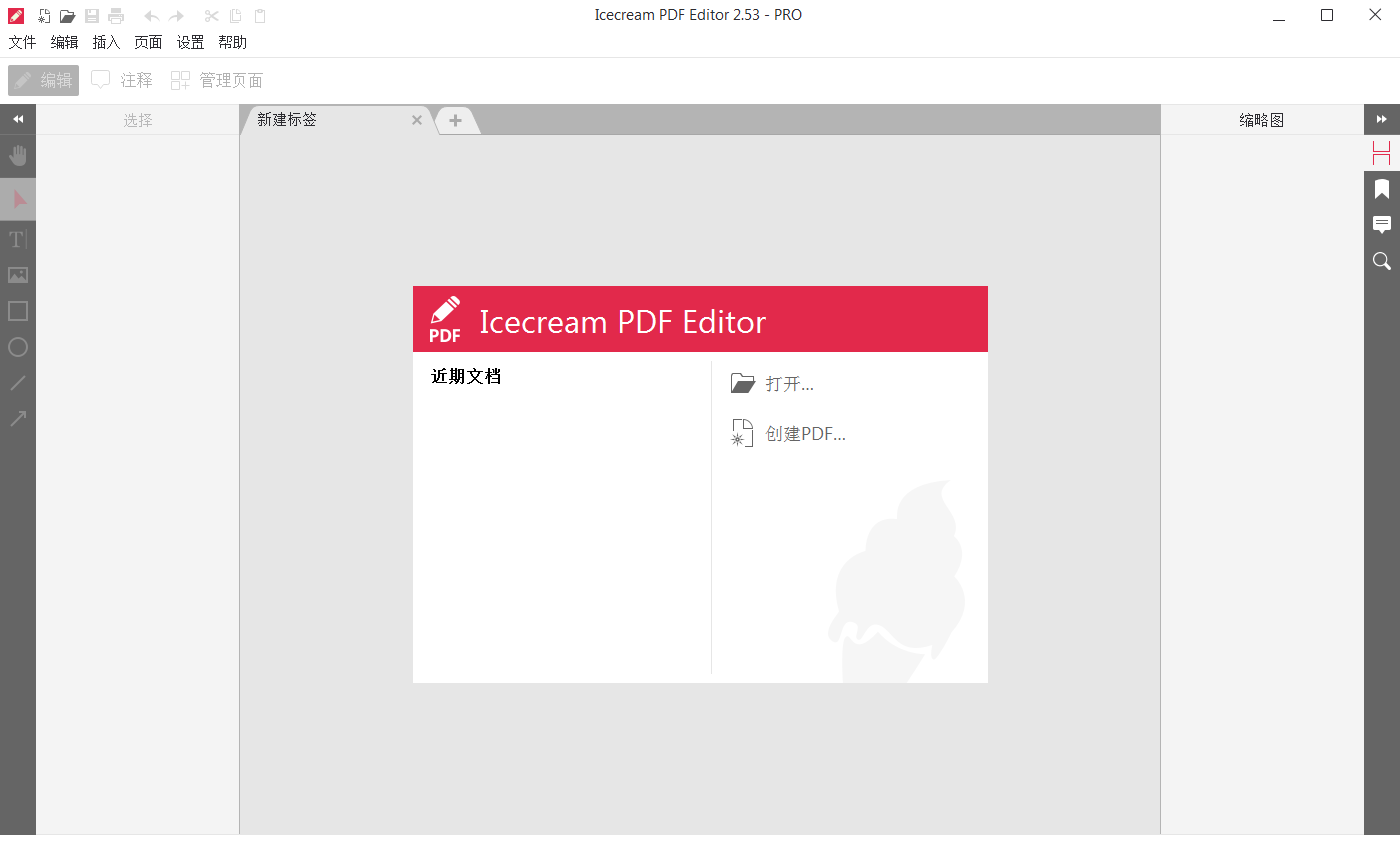 Icecream PDF Editor 2.53 - PRO
文件 编辑 插入 页面 设置 帮助
编辑 注释 管理页面
选择 新建标签 缩略图
T
PDF Icecream PDF Editor
近期文档
打开...
创建PDF...